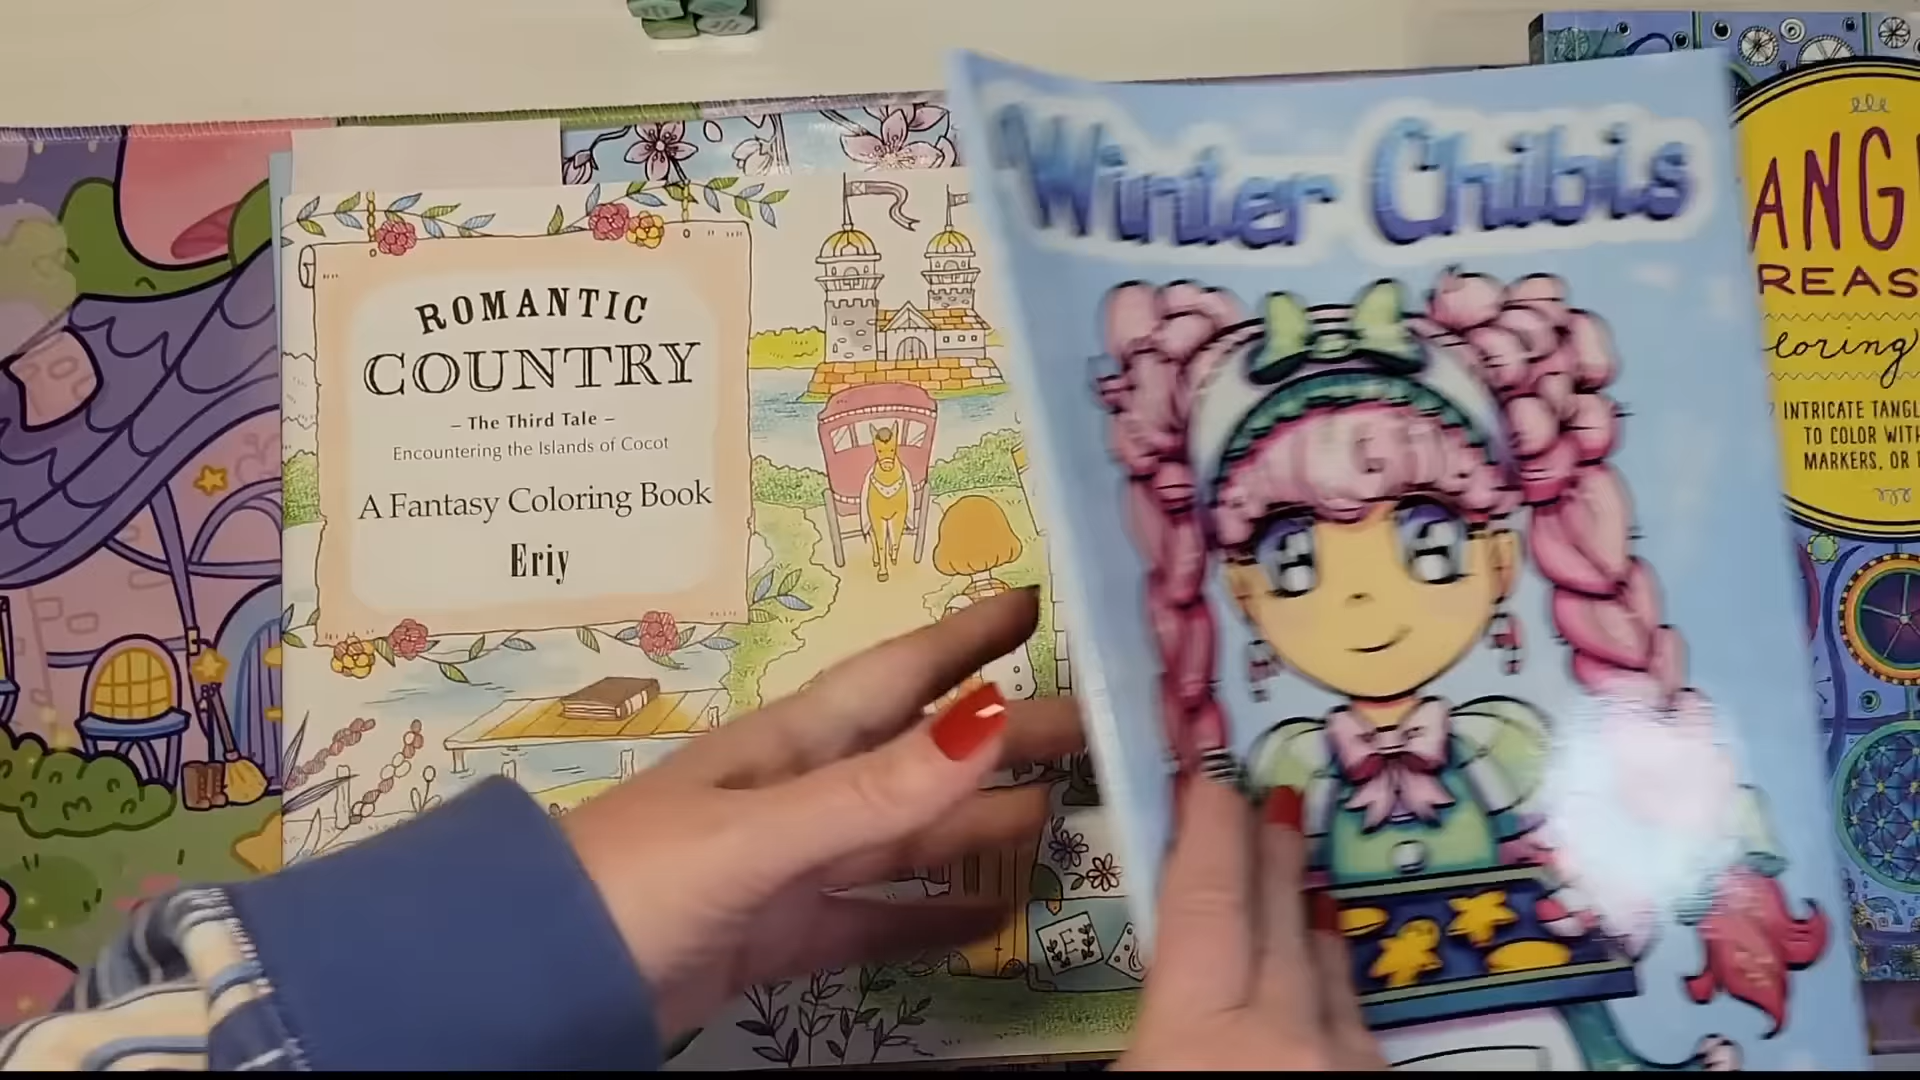 ROMANTIC
COUNTRY
– The Third Tale –
Encountering the Islands of Cocot
A Fantasy Coloring Book
Eriy
Winter Chibis
ANG
REAS
loring
INTRICATE TANGL
TO COLOR WITH
MARKERS, OR
E